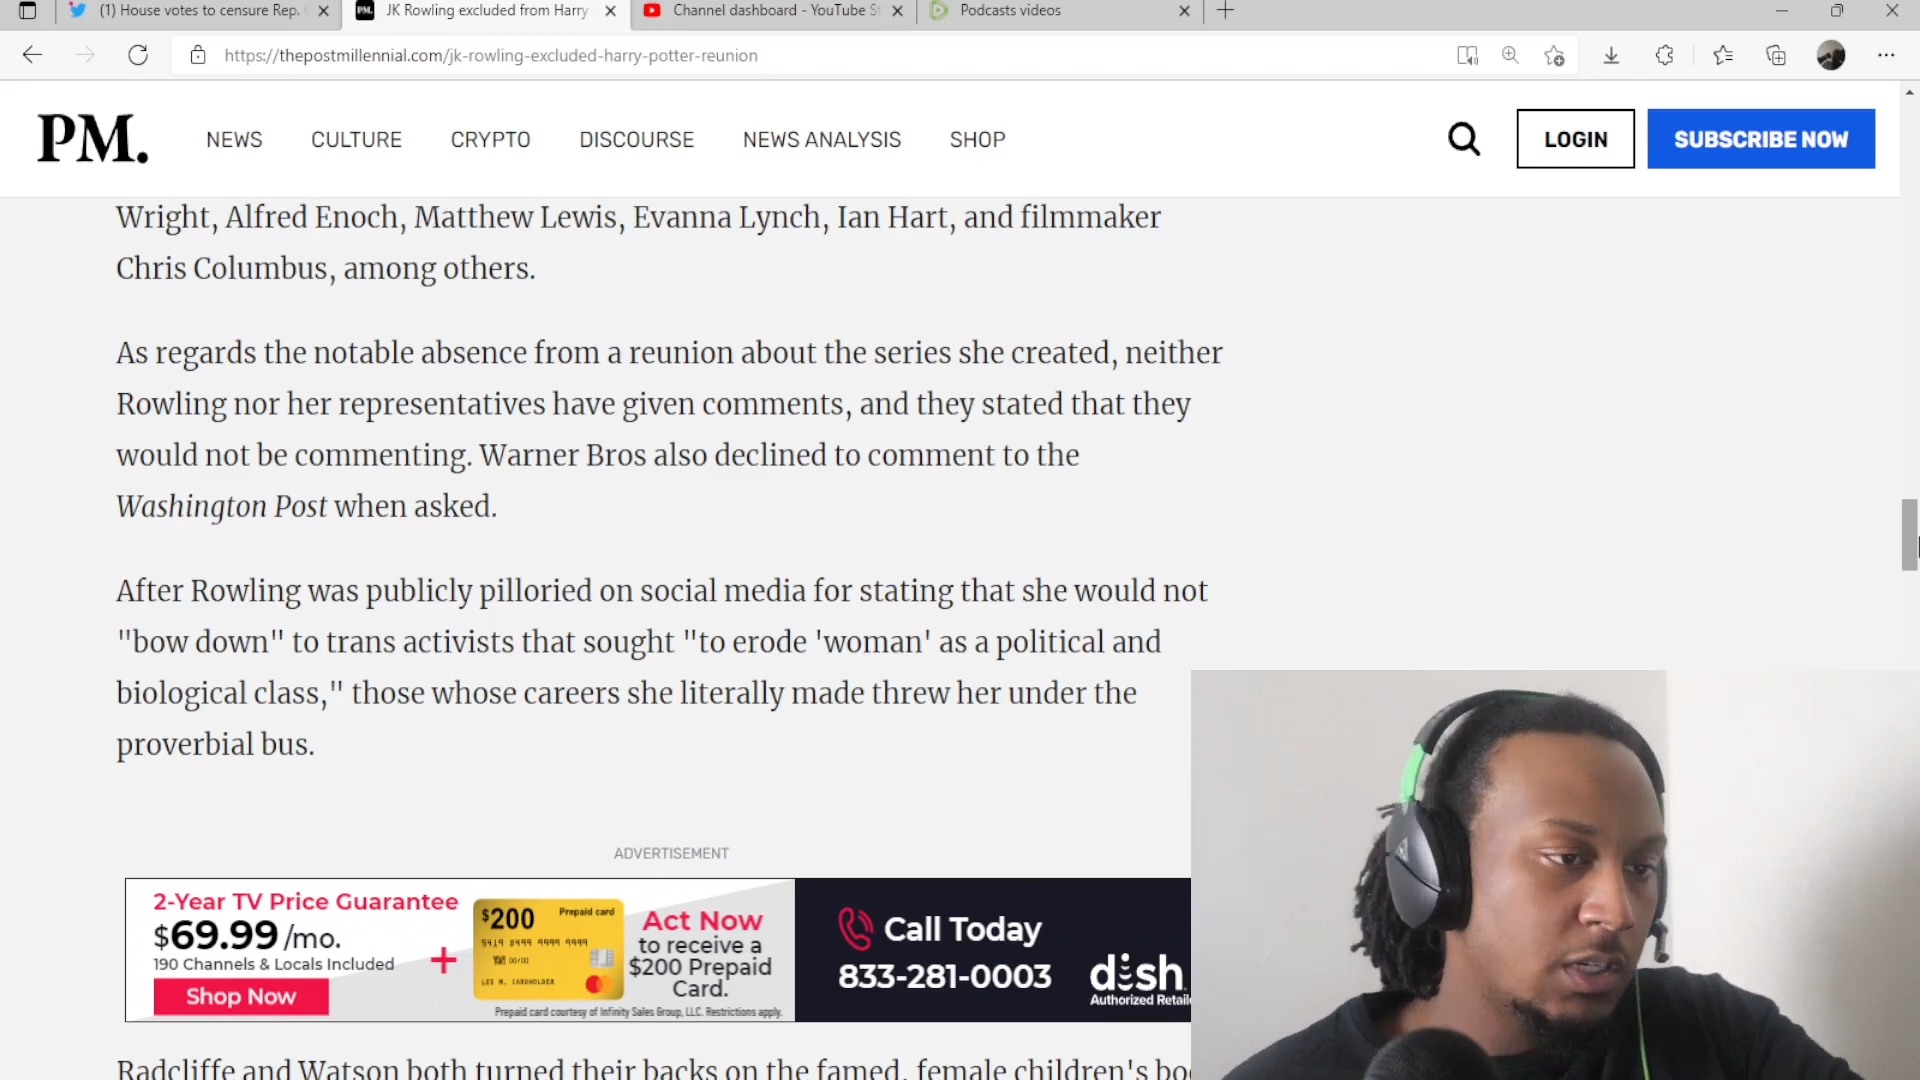 (1) House votes to censure Rep.
JK Rowling excluded from Harry
Channel dashboard - YouTube St
Podcasts videos
https://thepostmillennial.com/jk-rowling-excluded-harry-potter-reunion
PM.
NEWS
CULTURE
CRYPTO
DISCOURSE
NEWS ANALYSIS
SHOP
LOGIN
SUBSCRIBE NOW
Wright, Alfred Enoch, Matthew Lewis, Evanna Lynch, Ian Hart, and filmmaker
Chris Columbus, among others.
As regards the notable absence from a reunion about the series she created, neither
Rowling nor her representatives have given comments, and they stated that they
would not be commenting. Warner Bros also declined to comment to the
Washington Post when asked.
After Rowling was publicly pilloried on social media for stating that she would not
"bow down" to trans activists that sought "to erode 'woman' as a political and
biological class," those whose careers she literally made threw her under the
proverbial bus.
ADVERTISEMENT
2-Year TV Price Guarantee
$69.99/mo.
190 Channels & Locals Included
Shop Now
+
$200 Prepaid card
5419 8499 9999 9999
LEE M. CARDHOLDER
Act Now
to receive a
$200 Prepaid
Card.
Prepaid card courtesy of Infinity Sales Group, LLC. Restrictions apply.
Call Today
833-281-0003
dish
Authorized Retail
Radcliffe and Watson both turned their backs on the famed, female children's bo